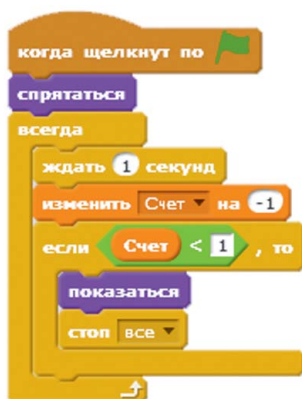 когда щелкнут по
спрятаться
всегда
ждать 1 секунд
изменить Счет на -1
если Счет < 1 , то
показаться
стоп все